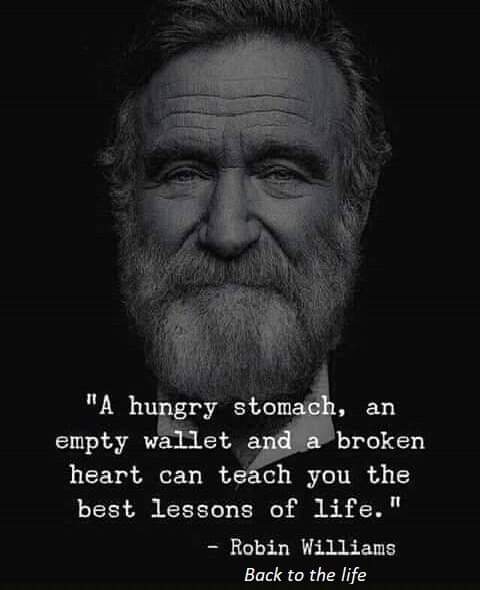 "A hungry stomach, an
empty wallet and a broken
heart can teach you the
best lessons of life."
- Robin Williams
Back to the life